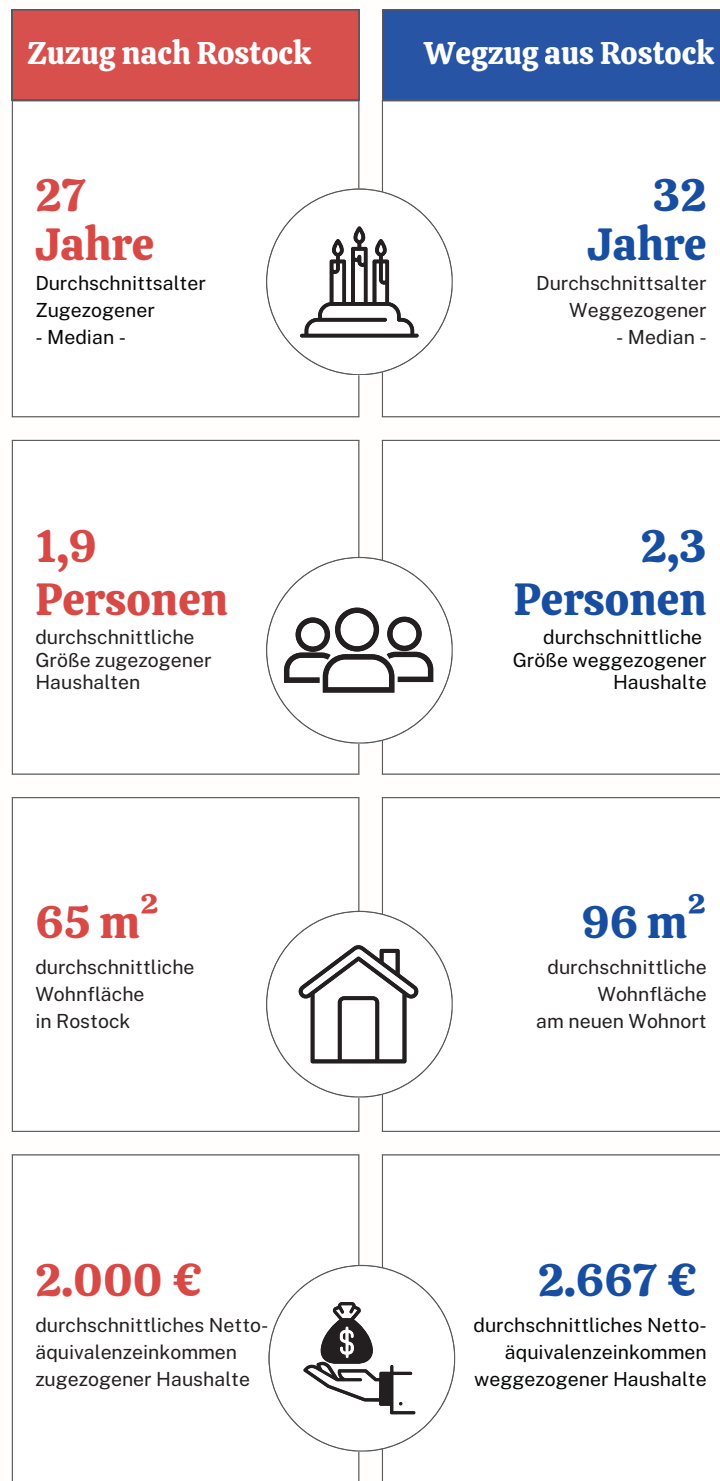 Zuzug nach Rostock
Wegzug aus Rostock
27
Jahre
Durchschnittsalter
Zugezogener
- Median -
32
Jahre
Durchschnittsalter
Weggezogener
- Median -
1,9
Personen
durchschnittliche
Größe zugezogener
Haushalten
2,3
Personen
durchschnittliche
Größe weggezogener
Haushalte
65 m²
durchschnittliche
Wohnfläche
in Rostock
96 m²
durchschnittliche
Wohnfläche
am neuen Wohnort
2.000 €
durchschnittliches Netto-
äquivalenzeinkommen
zugezogener Haushalte
$
2.667 €
durchschnittliches Netto-
äquivalenzeinkommen
weggezogener Haushalte